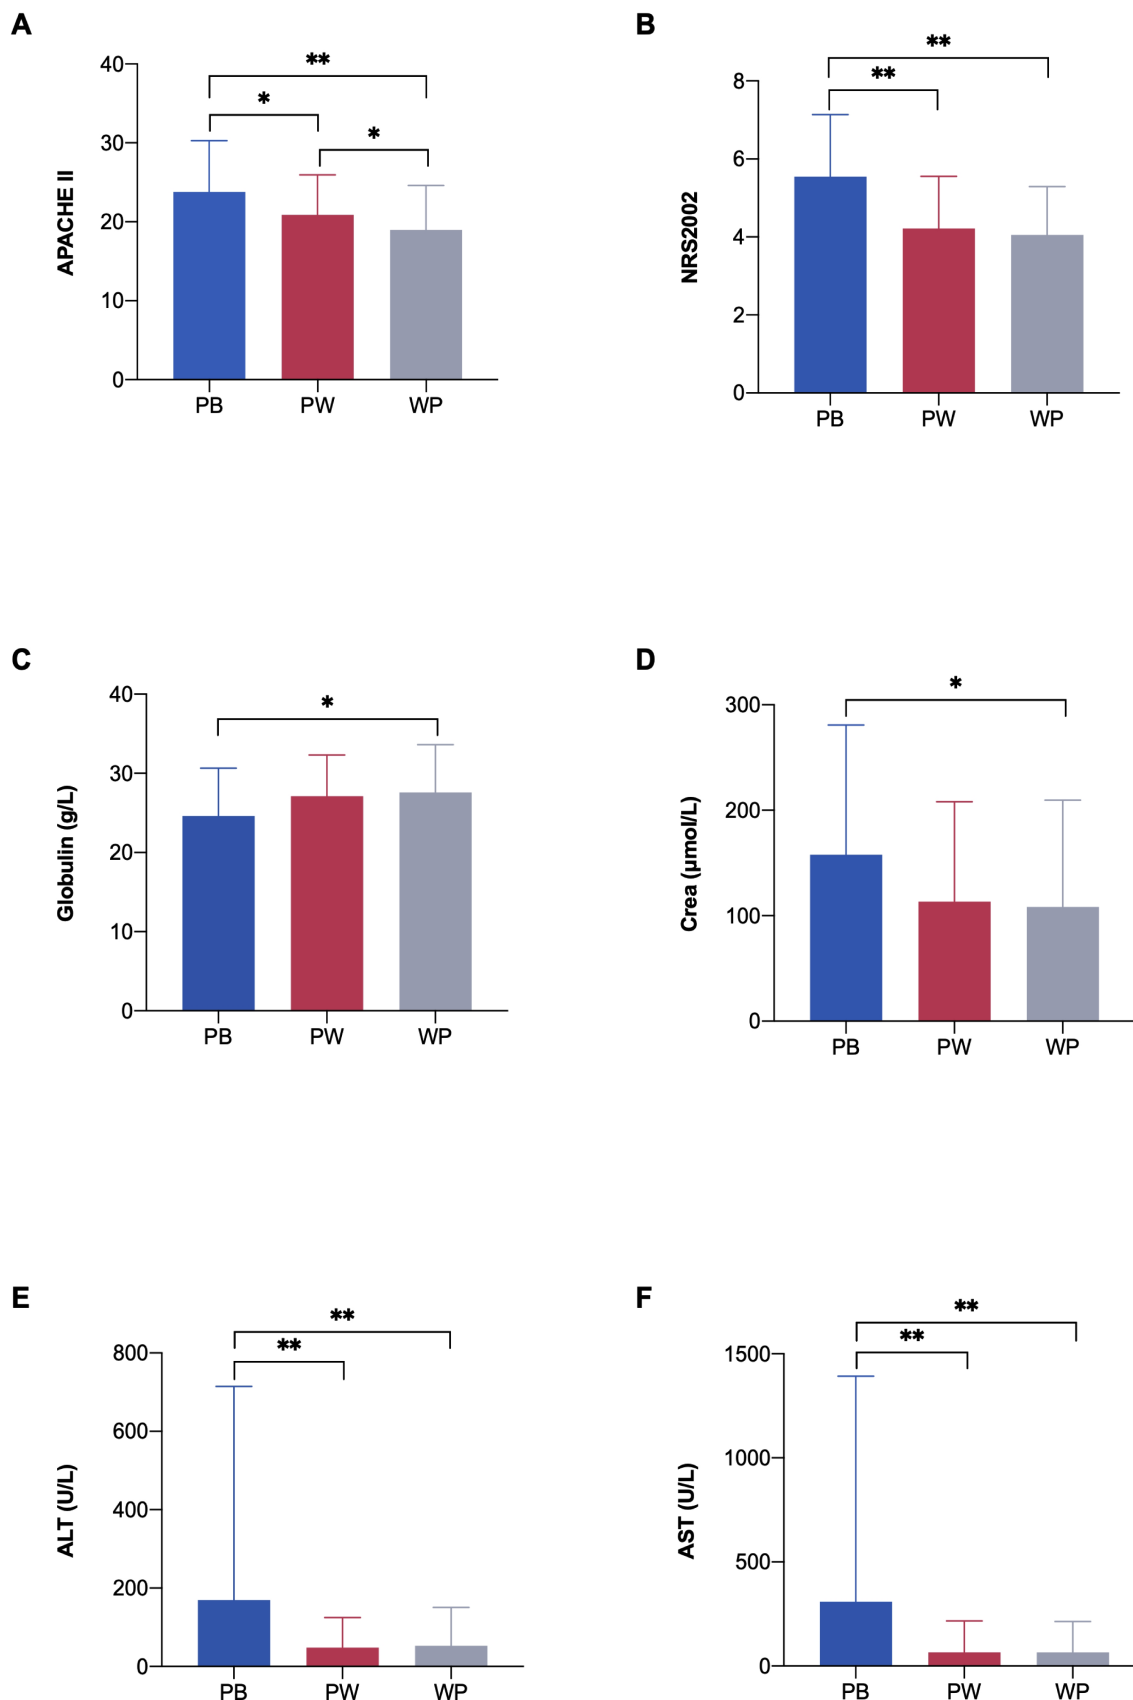 A
APACHE II
40
30
20
10
0
**
*
*
PB PW WP
B
NRS2002
8
6
4
2
0
**
**
PB PW WP
C
Globulin (g/L)
40
30
20
10
0
*
PB PW WP
D
Crea (μmol/L)
300
200
100
0
*
PB PW WP
E
ALT (U/L)
800
600
400
200
0
**
**
PB PW WP
F
AST (U/L)
1500
1000
500
0
**
**
PB PW WP